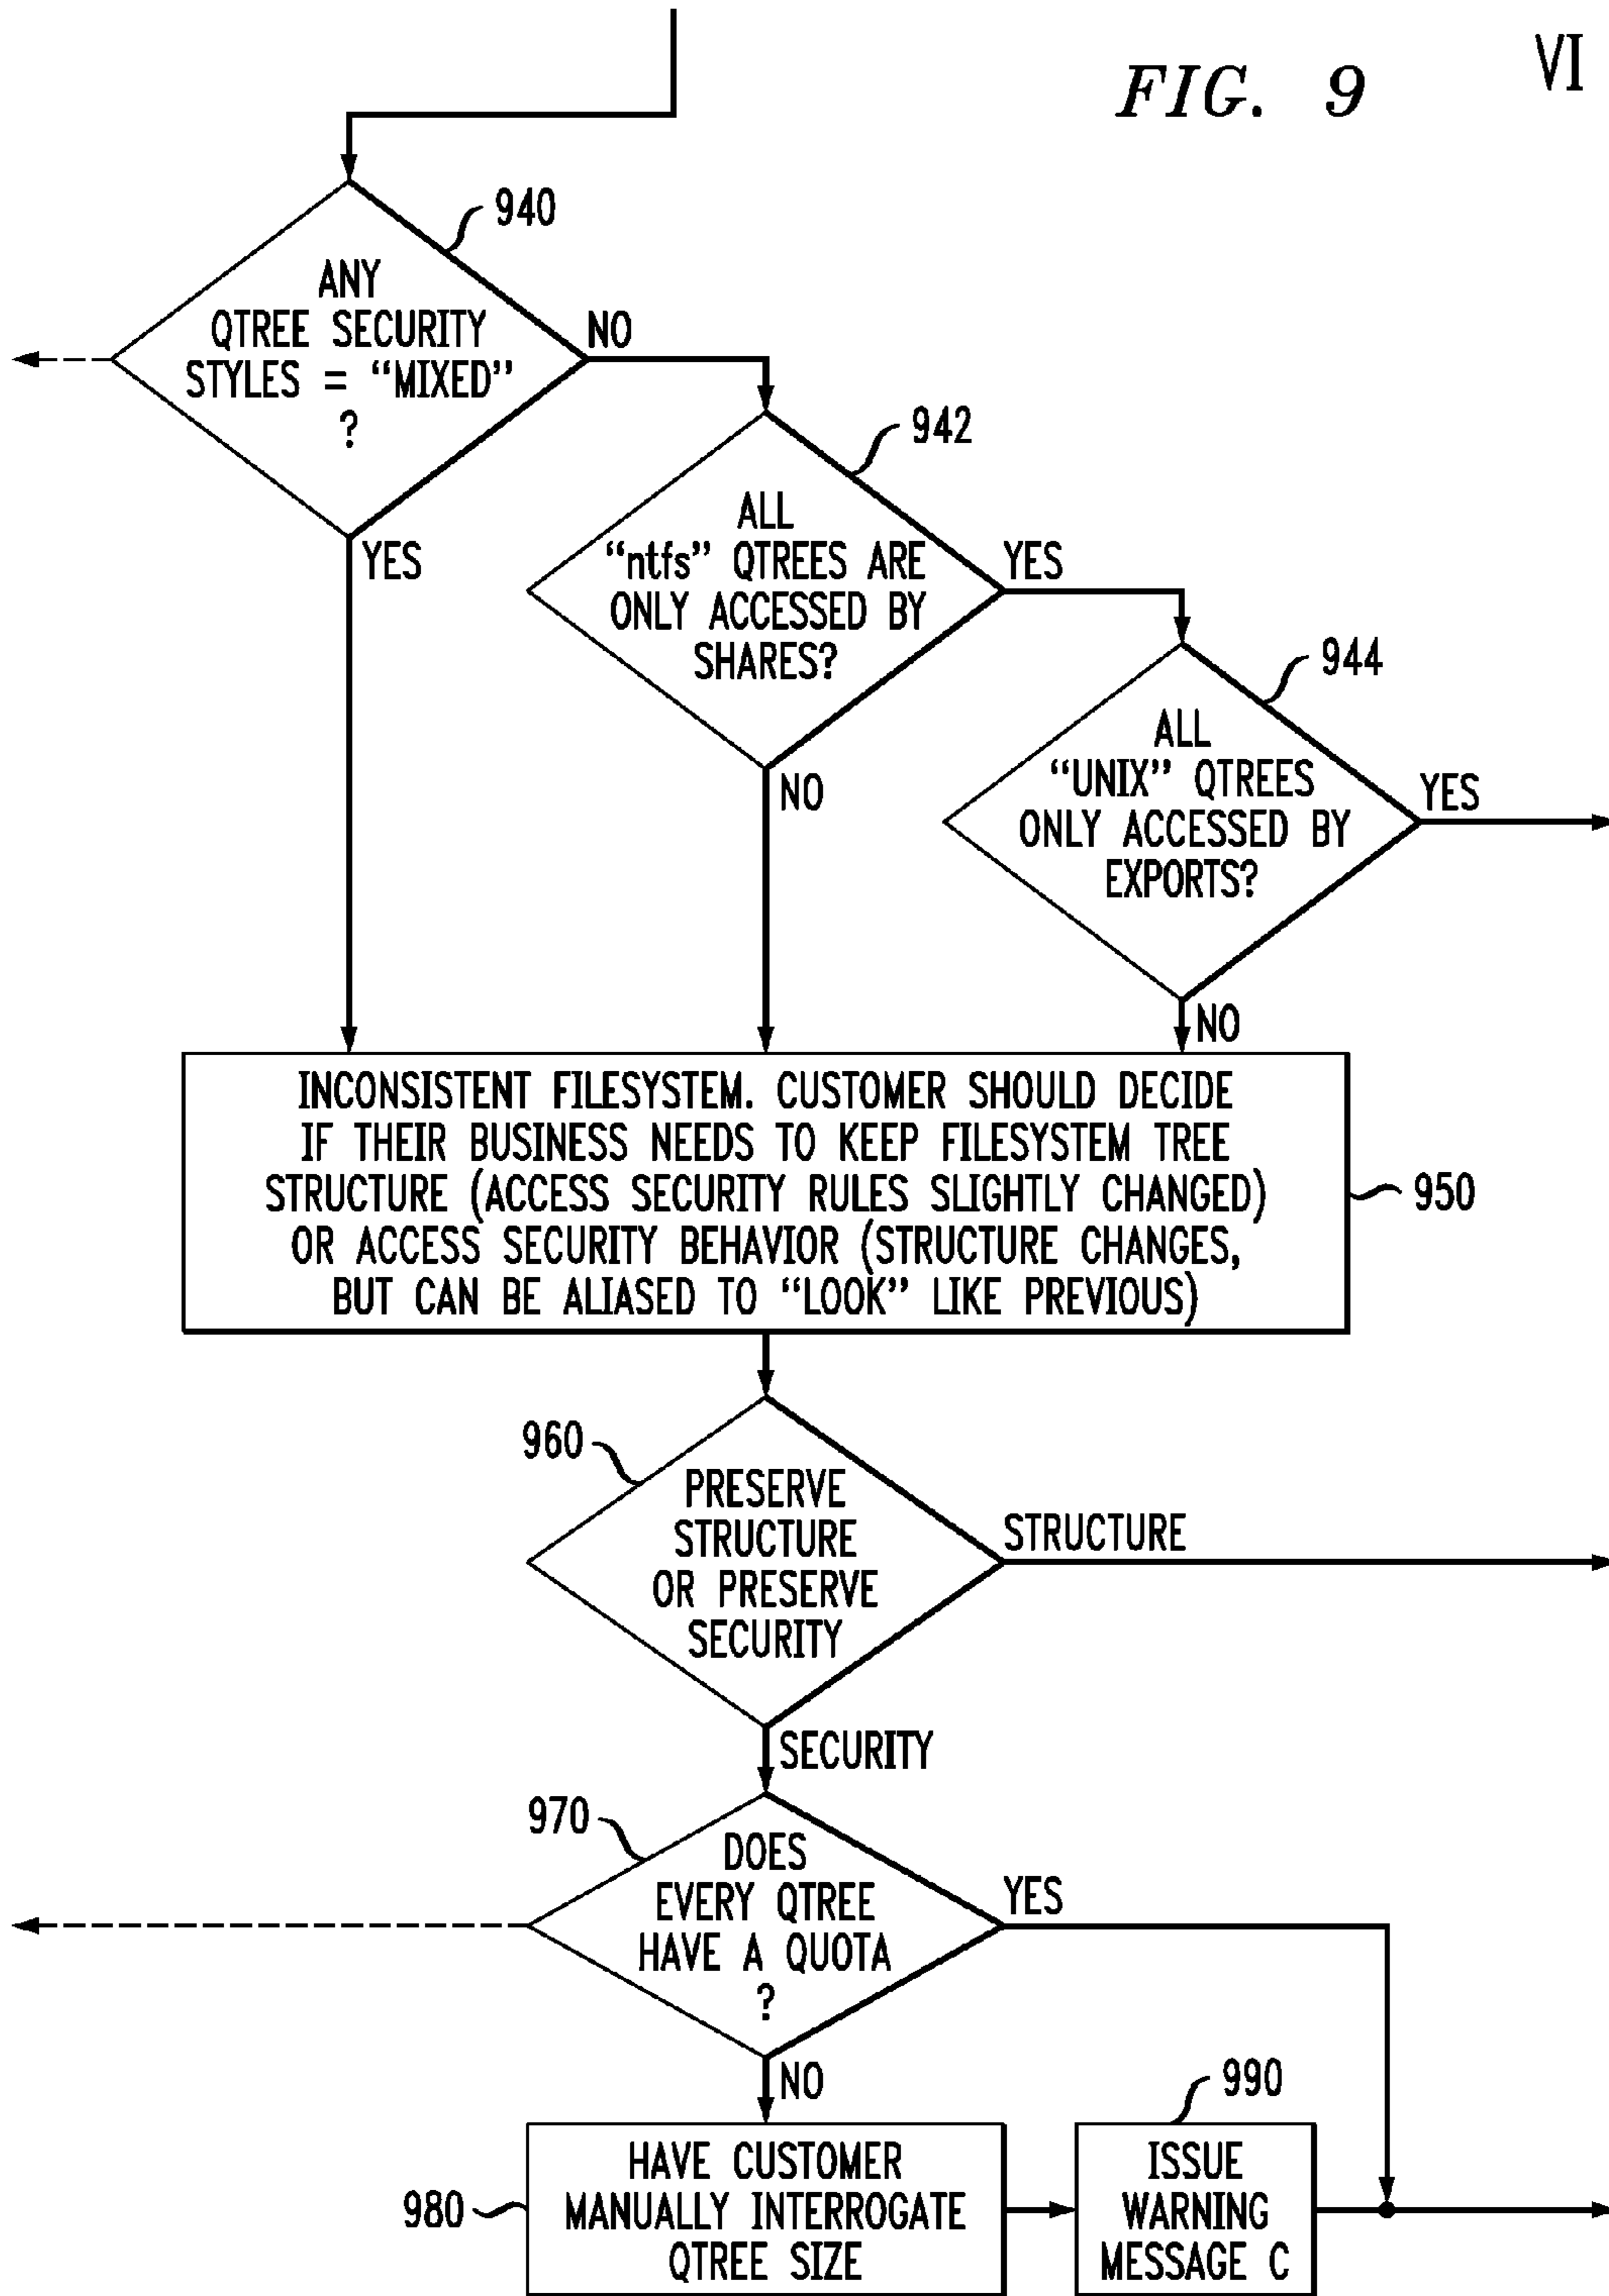 FIG. 9
VI
940
ANY
QTREE SECURITY
STYLES = “MIXED”
?
NO
YES
942
ALL
“ntfs” QTREES ARE
ONLY ACCESSED BY
SHARES?
YES
NO
944
ALL
“UNIX” QTREES
ONLY ACCESSED BY
EXPORTS?
YES
NO
INCONSISTENT FILESYSTEM. CUSTOMER SHOULD DECIDE
IF THEIR BUSINESS NEEDS TO KEEP FILESYSTEM TREE
STRUCTURE (ACCESS SECURITY RULES SLIGHTLY CHANGED)
OR ACCESS SECURITY BEHAVIOR (STRUCTURE CHANGES,
BUT CAN BE ALIASED TO “LOOK” LIKE PREVIOUS)
950
960
PRESERVE
STRUCTURE
OR PRESERVE
SECURITY
STRUCTURE
SECURITY
970
DOES
EVERY QTREE
HAVE A QUOTA
?
YES
NO
980
HAVE CUSTOMER
MANUALLY INTERROGATE
QTREE SIZE
990
ISSUE
WARNING
MESSAGE C